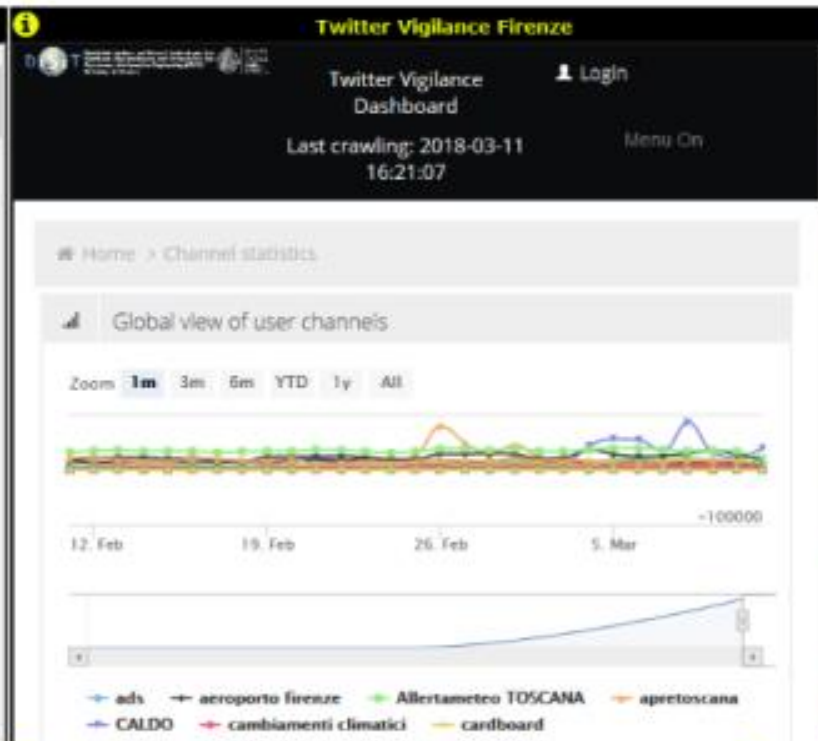 Twitter Vigilance Firenze
Twitter Vigilance
Dashboard
Login
Last crawling: 2018-03-11
16:21:07
Menu On
Home > Channel statistics
Global view of user channels
Zoom 1m 3m 6m YTD 1y All
-100000
12. Feb 19. Feb 26. Feb 5. Mar
ads aeroporto firenze Allertameteo TOSCANA apretoscana
CALDO cambiamenti climatici cardboard